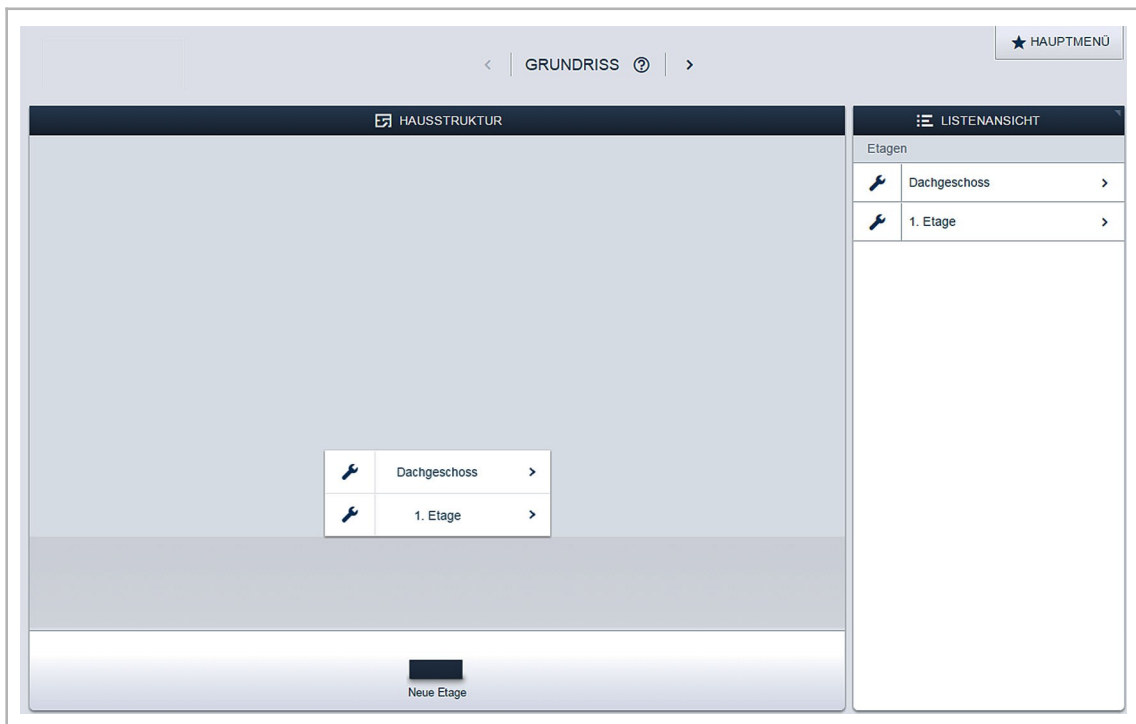 HAUPTMENÜ
GRUNDRISS
HAUSSTRUKTUR
Dachgeschoss
1. Etage
Neue Etage
LISTENANSICHT
Etagen
Dachgeschoss
1. Etage